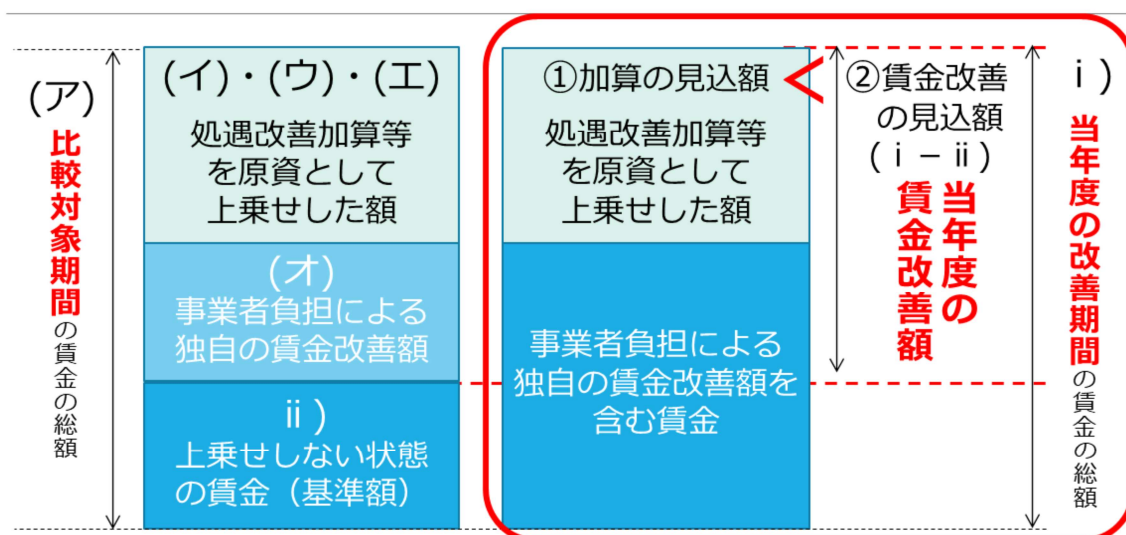 (ア)
比較対象期間の賃金の総額
(イ)・(ウ)・(エ)
処遇改善加算等
を原資として
上乗せした額
(オ)
事業者負担による
独自の賃金改善額
ⅱ)
上乗せしない状態
の賃金（基準額）
①加算の見込額
処遇改善加算等
を原資として
上乗せした額
事業者負担による
独自の賃金改善額を
含む賃金
<
②賃金改善
の見込額
(ⅰ－ⅱ)
当年度の
賃金改善額
ⅰ)
当年度の改善期間の賃金の総額